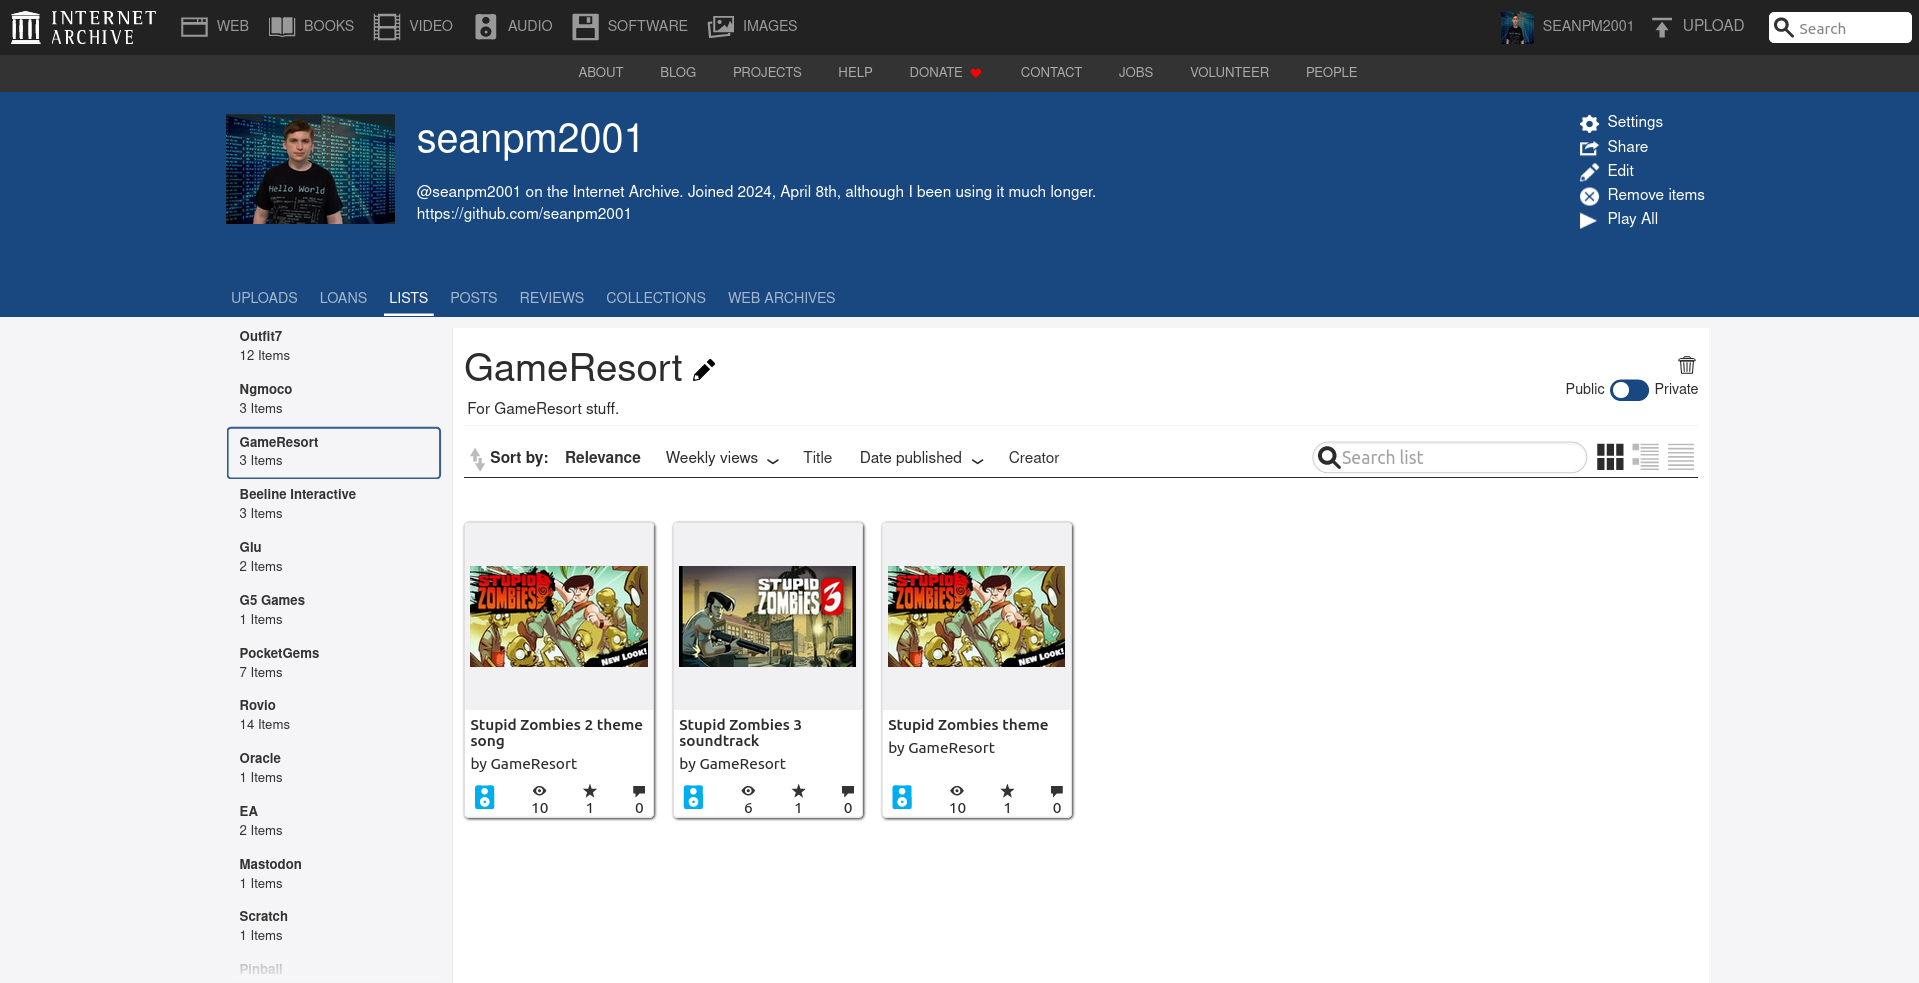 INTERNET ARCHIVE
WEB BOOKS VIDEO AUDIO SOFTWARE IMAGES
SEANPM2001 UPLOAD Search
ABOUT BLOG PROJECTS HELP DONATE CONTACT JOBS VOLUNTEER PEOPLE
Hello World
seanpm2001
@seanpm2001 on the Internet Archive. Joined 2024, April 8th, although I been using it much longer.
https://github.com/seanpm2001
Settings
Share
Edit
Remove items
Play All
UPLOADS LOANS LISTS POSTS REVIEWS COLLECTIONS WEB ARCHIVES
Outfit7
12 Items
Ngmoco
3 Items
GameResort
3 Items
Beeline Interactive
3 Items
Glu
2 Items
G5 Games
1 Items
PocketGems
7 Items
Rovio
14 Items
Oracle
1 Items
EA
2 Items
Mastodon
1 Items
Scratch
1 Items
Pinball
GameResort
For GameResort stuff.
Public Private
Sort by: Relevance Weekly views Title Date published Creator
Search list
STUPID
ZOMBIES
NEW LOOK!
Stupid Zombies 2 theme
song
by GameResort
10 1 0
STUPID
ZOMBIES 3
Stupid Zombies 3
soundtrack
by GameResort
6 1 0
STUPID
ZOMBIES
NEW LOOK!
Stupid Zombies theme
by GameResort
10 1 0